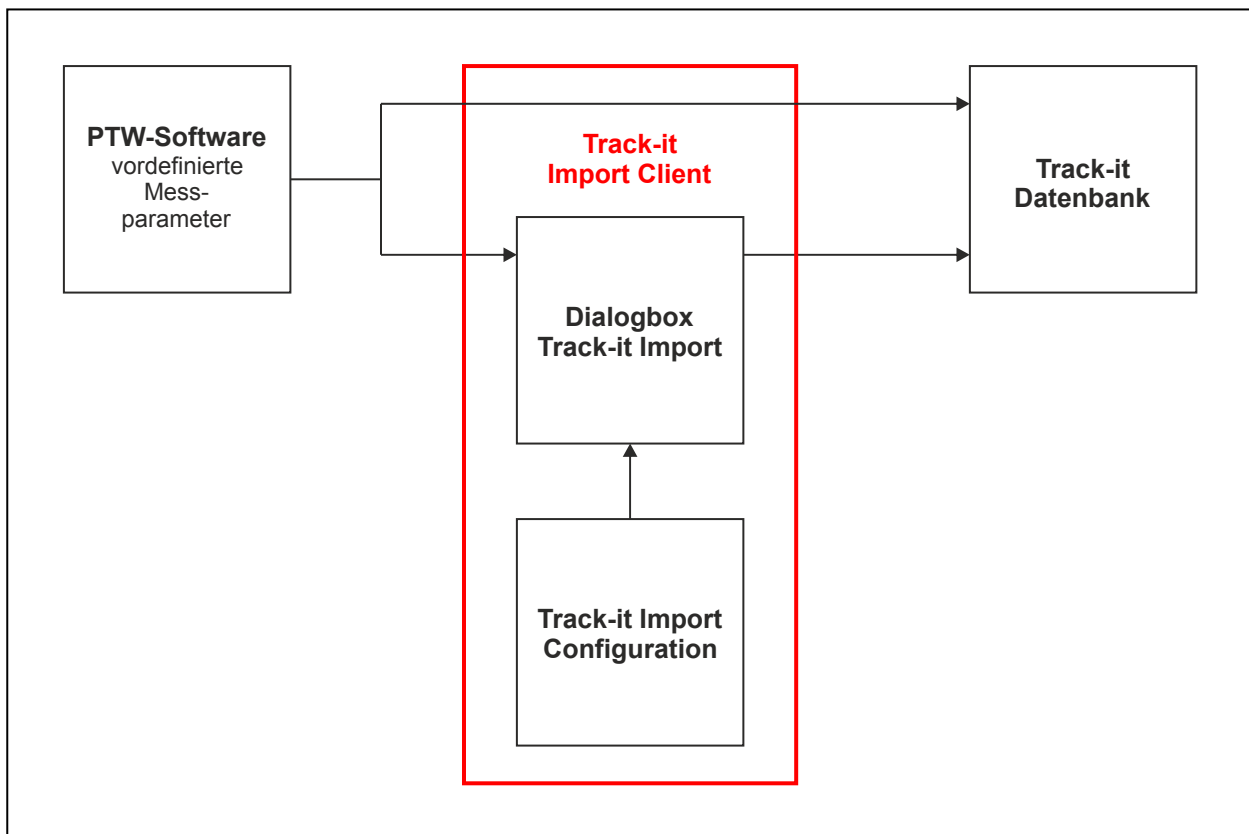 PTW-Software
vordefinierte
Mess-
parameter
Track-it
Import Client
Track-it
Datenbank
Dialogbox
Track-it Import
Track-it Import
Configuration